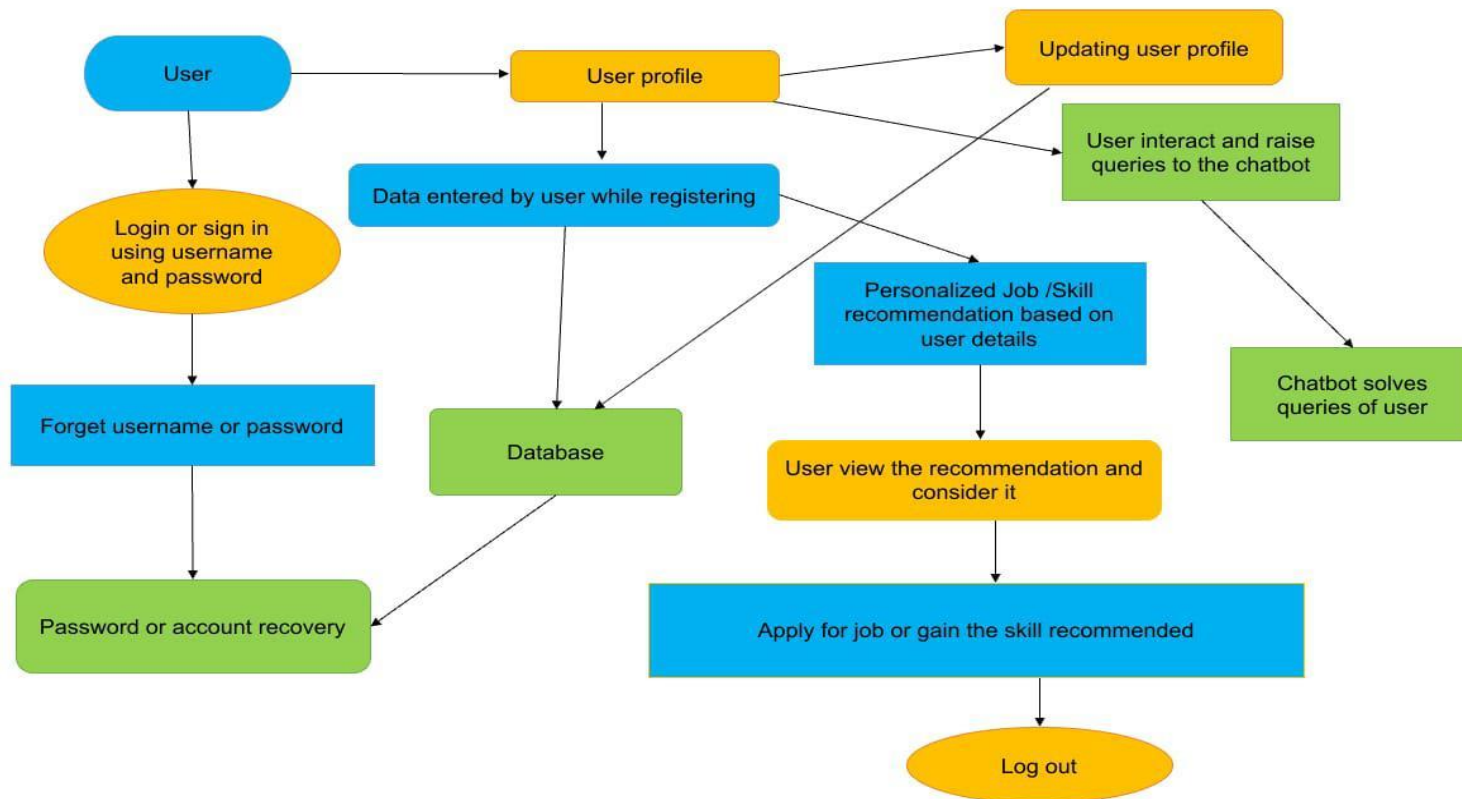 User
User profile
Updating user profile
User interact and raise
queries to the chatbot
Data entered by user while registering
Login or sign in
using username
and password
Personalized Job /Skill
recommendation based on
user details
Chatbot solves
queries of user
Forget username or password
Database
User view the recommendation and
consider it
Password or account recovery
Apply for job or gain the skill recommended
Log out